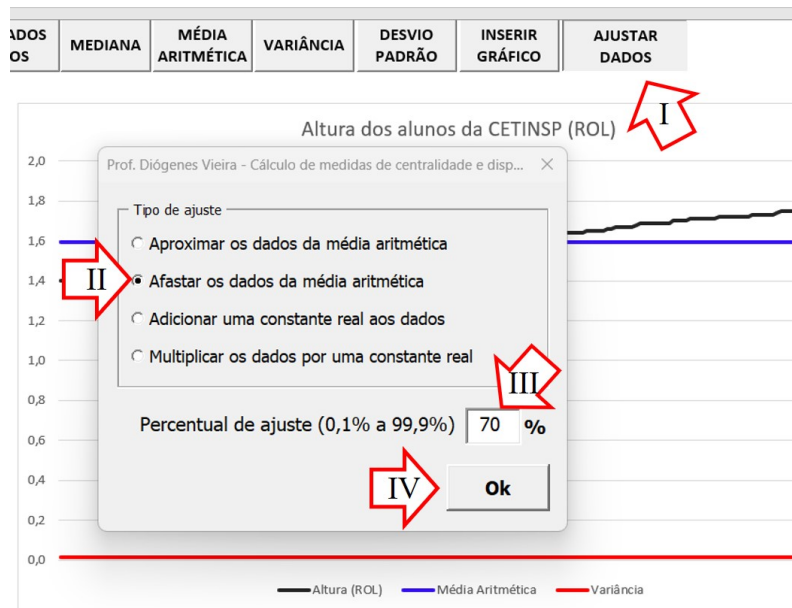 MEDIANA
MÉDIA
ARITMÉTICA
VARIÂNCIA
DESVIO
PADRÃO
INSERIR
GRÁFICO
AJUSTAR
DADOS
I
Altura dos alunos da CETINSP (ROL)
2,0
1,8
1,6
1,4
1,2
1,0
0,8
0,6
0,4
0,2
0,0
Prof. Diógenes Vieira - Cálculo de medidas de centralidade e disp...
Tipo de ajuste
Aproximar os dados da média aritmética
II
Afastar os dados da média aritmética
Adicionar uma constante real aos dados
Multiplicar os dados por uma constante real
III
Percentual de ajuste (0,1% a 99,9%) 70 %
IV
Ok
Altura (ROL) Média Aritmética Variância